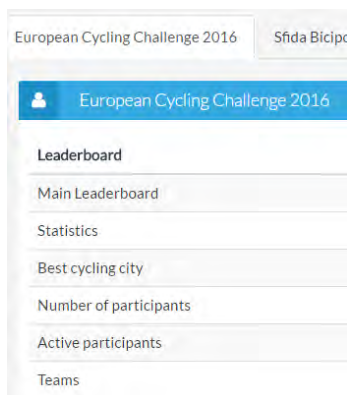 European Cycling Challenge 2016
European Cycling Challenge 2016
Leaderboard
Main Leaderboard
Statistics
Best cycling city
Number of participants
Active participants
Teams